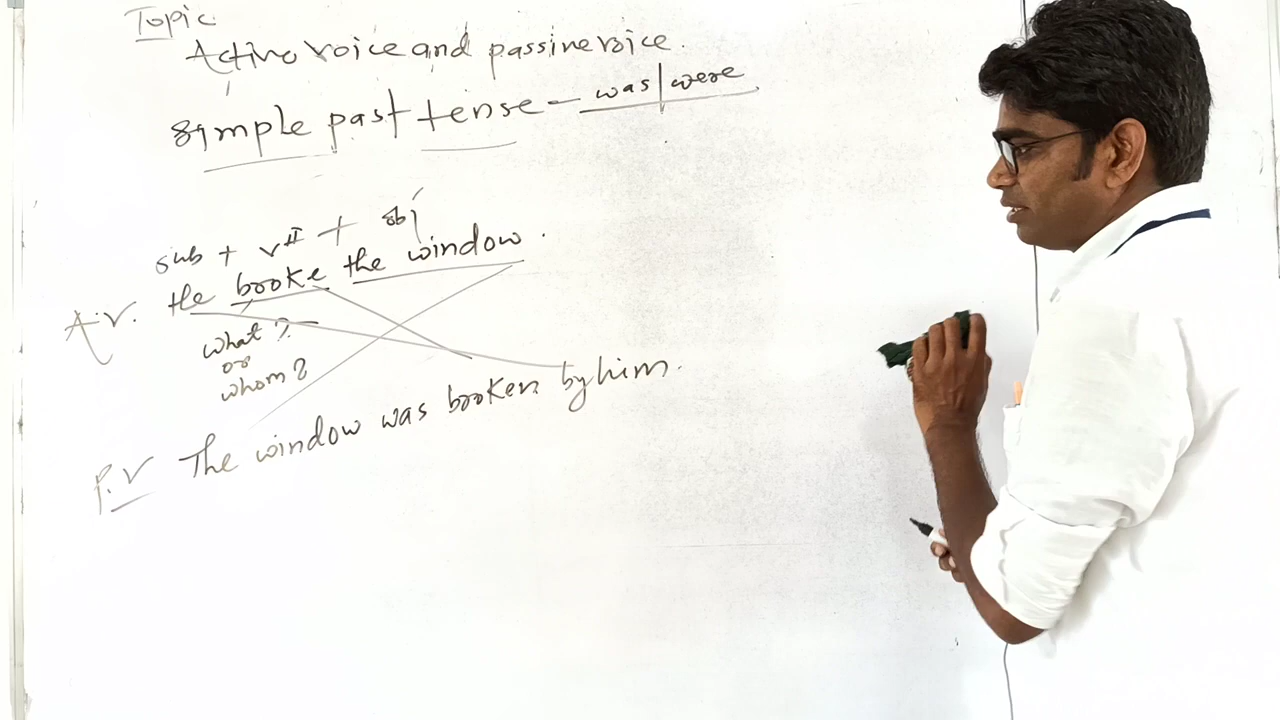 Topic
Active voice and passive voice.
simple past tense - was/were
sub + v II + obj
A.V. He broke the window.
what?
or
whom?
P.V The window was broken by him.